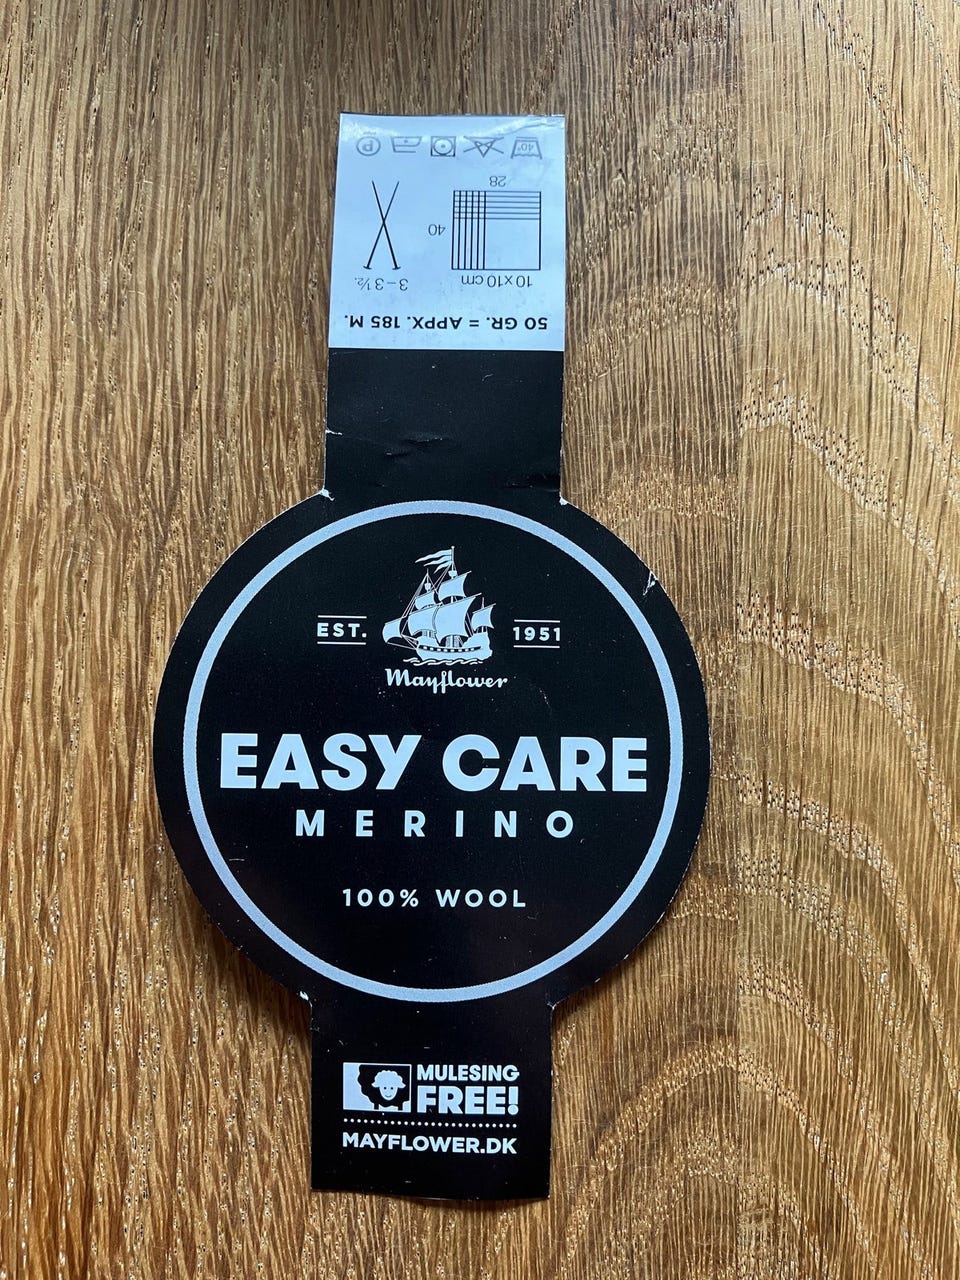 50 GR. = APPX. 185 M.
10x10 cm
3–3½.
40
28
40°
P
EST. 1951
Mayflower
EASY CARE
MERINO
100% WOOL
MULESING
FREE!
MAYFLOWER.DK